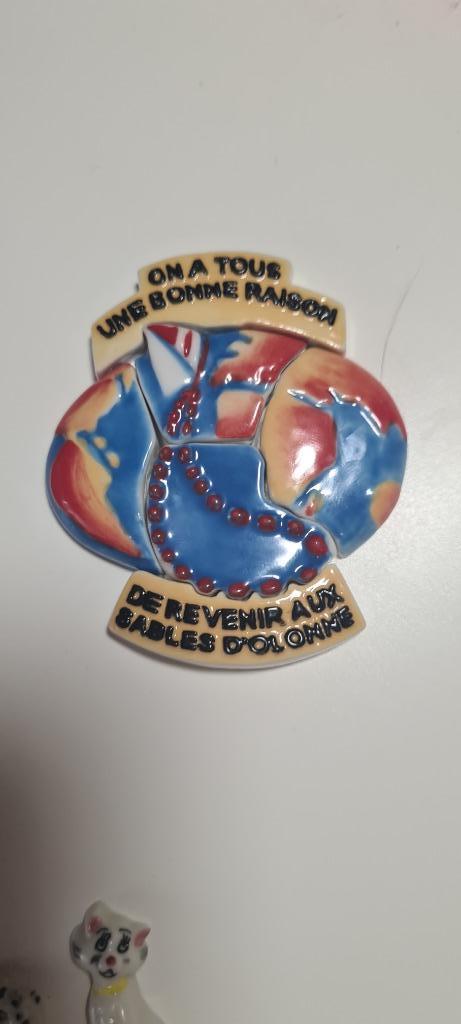 ON A TOUS
UNE BONNE RAISON
DE REVENIR AUX
SABLES D'OLONNE